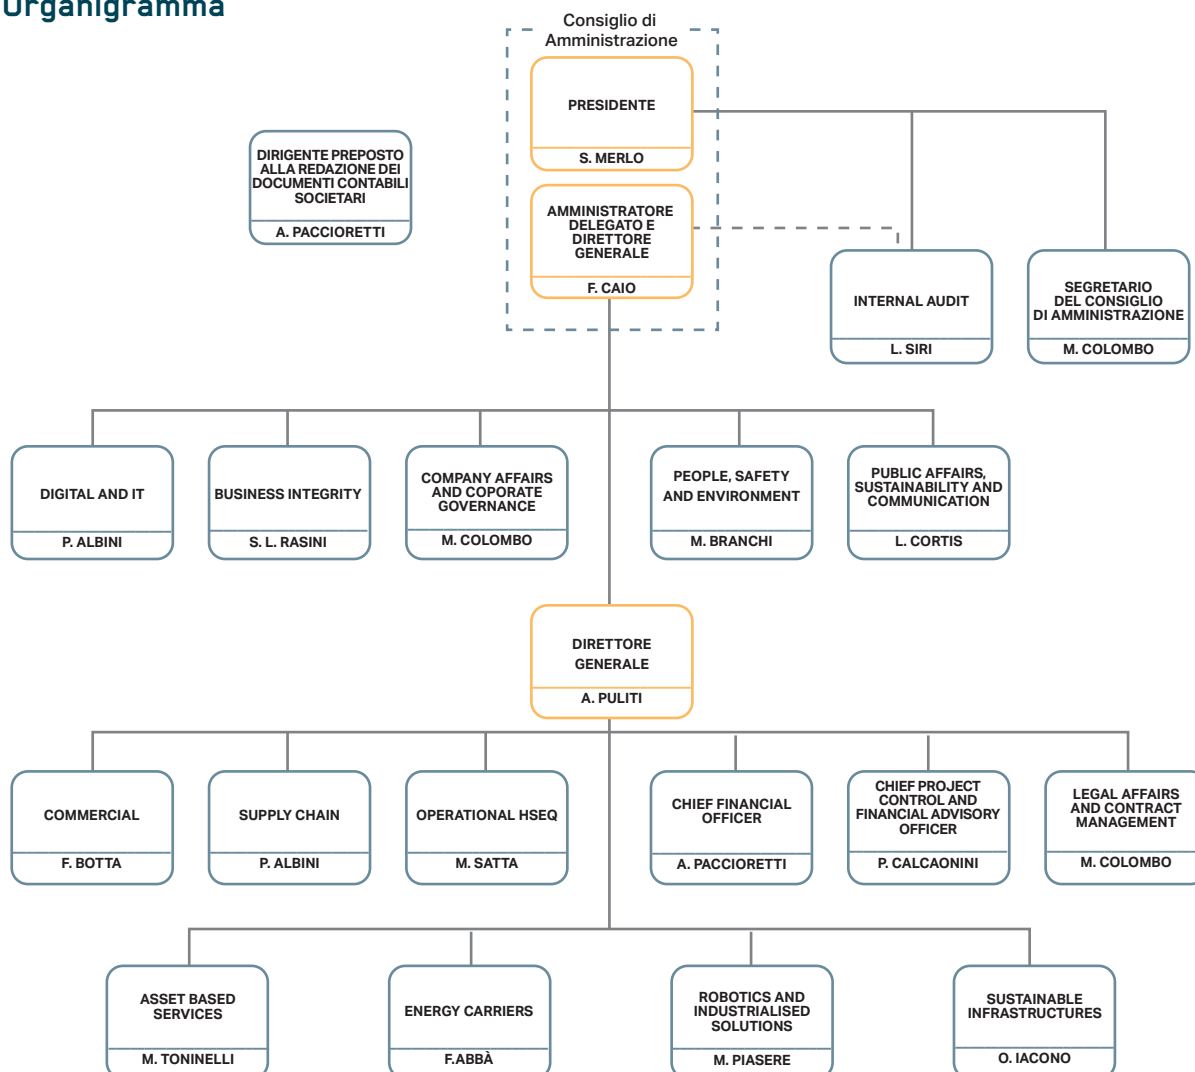 Organigramma
Consiglio di
Amministrazione
PRESIDENTE
S. MERLO
DIRIGENTE PREPOSTO
ALLA REDAZIONE DEI
DOCUMENTI CONTABILI
SOCIETARI
A. PACCIORETTI
AMMINISTRATORE
DELEGATO E
DIRETTORE
GENERALE
F. CAIO
INTERNAL AUDIT
L. SIRI
SEGRETARIO
DEL CONSIGLIO
DI AMMINISTRAZIONE
M. COLOMBO
DIGITAL AND IT
P. ALBINI
BUSINESS INTEGRITY
S. L. RASINI
COMPANY AFFAIRS
AND COPORATE
GOVERNANCE
M. COLOMBO
PEOPLE, SAFETY
AND ENVIRONMENT
M. BRANCHI
PUBLIC AFFAIRS,
SUSTAINABILITY AND
COMMUNICATION
L. CORTIS
DIRETTORE
GENERALE
A. PULITI
COMMERCIAL
F. BOTTA
SUPPLY CHAIN
P. ALBINI
OPERATIONAL HSEQ
M. SATTA
CHIEF FINANCIAL
OFFICER
A. PACCIORETTI
CHIEF PROJECT
CONTROL AND
FINANCIAL ADVISORY
OFFICER
P. CALCAONINI
LEGAL AFFAIRS
AND CONTRACT
MANAGEMENT
M. COLOMBO
ASSET BASED
SERVICES
M. TONINELLI
ENERGY CARRIERS
F.ABBÀ
ROBOTICS AND
INDUSTRIALISED
SOLUTIONS
M. PIASERE
SUSTAINABLE
INFRASTRUCTURES
O. IACONO